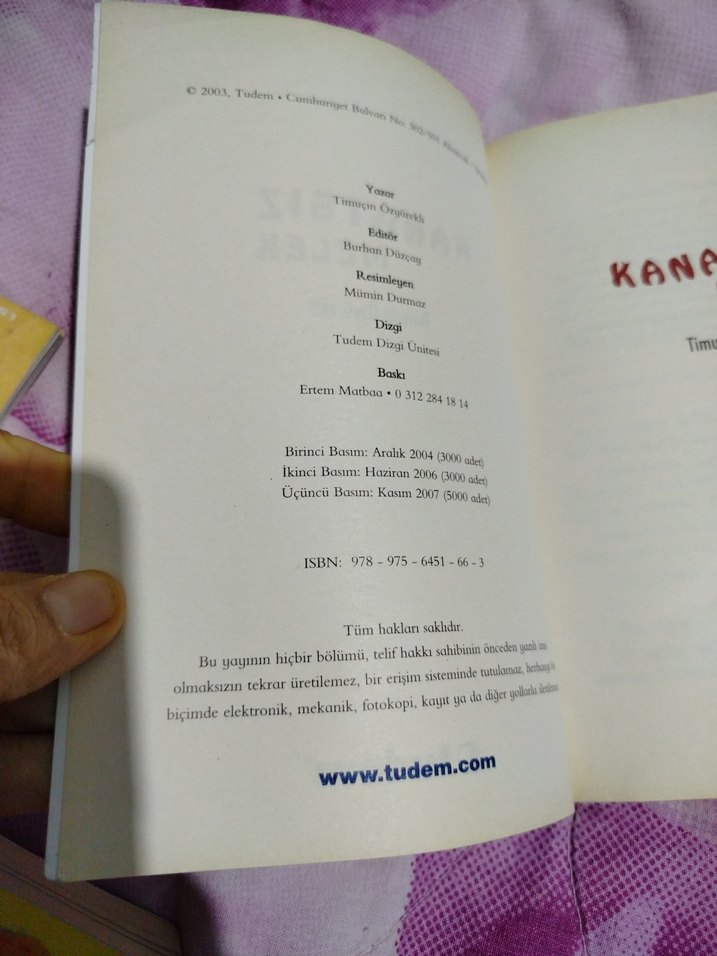 © 2003, Tudem • Cumhuriyet Bulvarı No: 302/501
Yazar
Timuçin Özyürekli
Editör
Burhan Düzçay
Resimleyen
Mümin Durmaz
Dizgi
Tudem Dizgi Ünitesi
Baskı
Ertem Matbaa • 0 312 284 18 14
Birinci Basım: Aralık 2004 (3000 adet)
İkinci Basım: Haziran 2006 (3000 adet)
Üçüncü Basım: Kasım 2007 (5000 adet)
ISBN: 978 - 975 - 6451 - 66 - 3
Tüm hakları saklıdır.
Bu yayının hiçbir bölümü, telif hakkı sahibinin önceden yazılı izni
olmaksızın tekrar üretilemez, bir erişim sisteminde tutulamaz, herhangi
biçimde elektronik, mekanik, fotokopi, kayıt ya da diğer yollarla
www.tudem.com
KANA
Timu